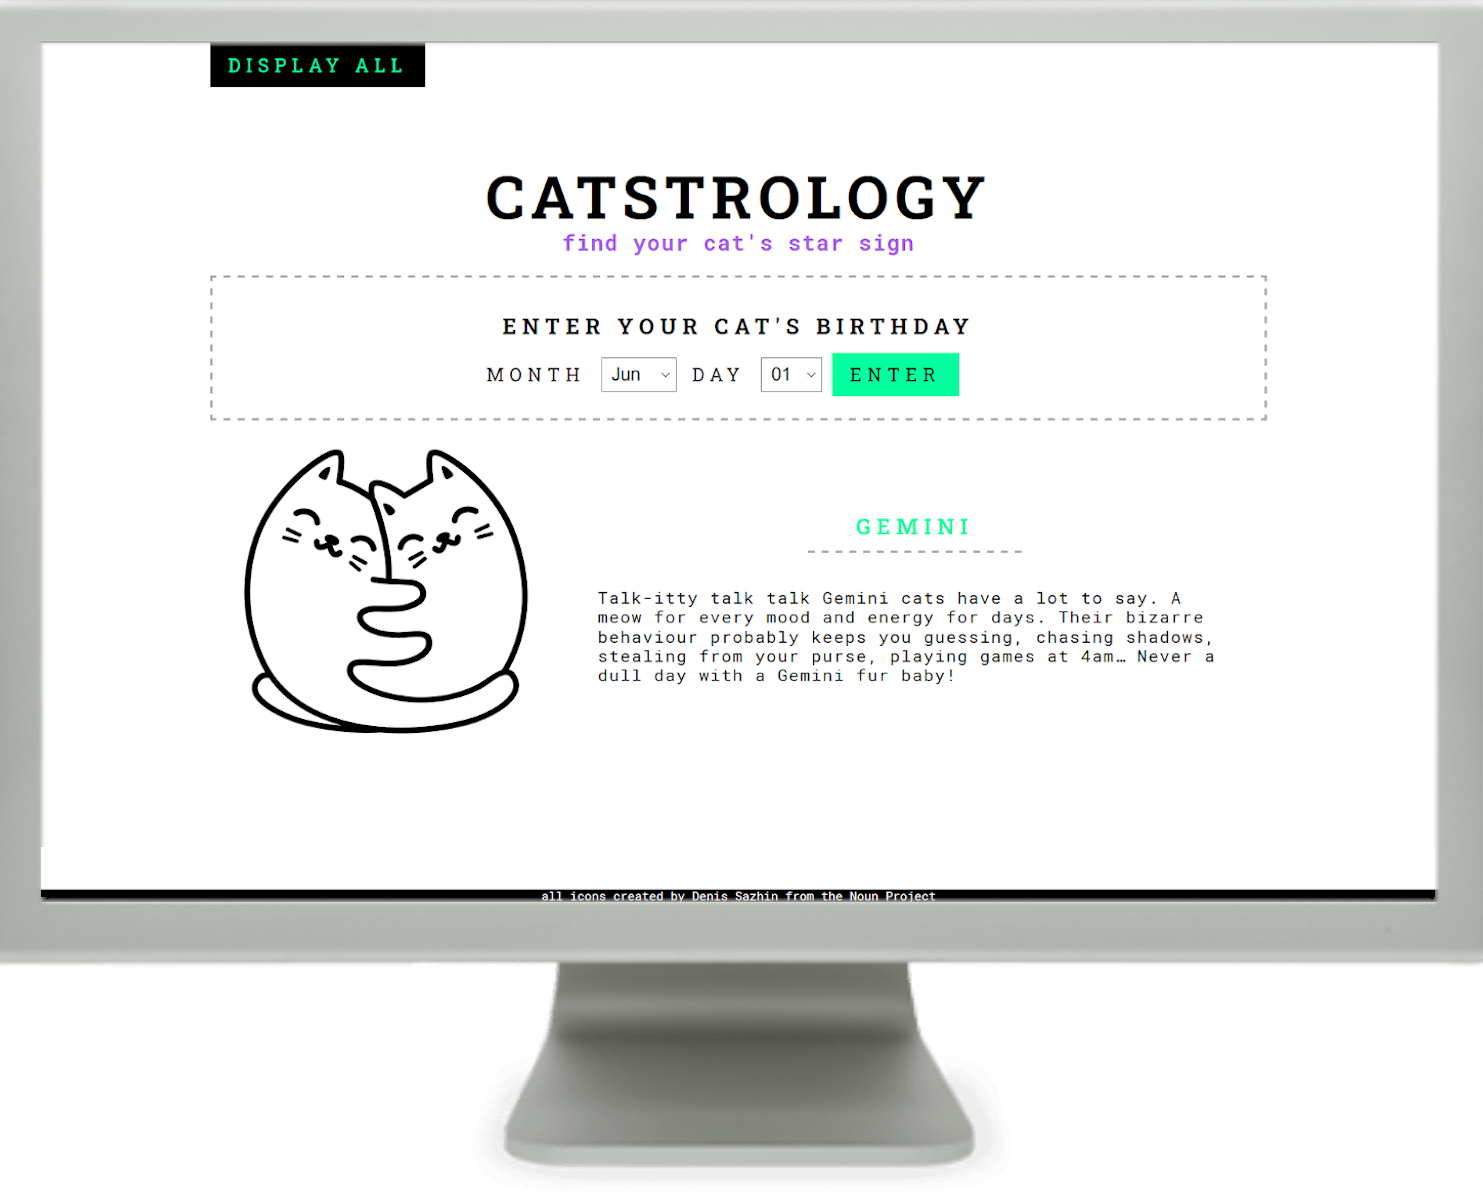 DISPLAY ALL
CATSTROLOGY
find your cat's star sign
ENTER YOUR CAT'S BIRTHDAY
MONTH Jun DAY 01 ENTER
GEMINI
Talk-itty talk talk Gemini cats have a lot to say. A
meow for every mood and energy for days. Their bizarre
behaviour probably keeps you guessing, chasing shadows,
stealing from your purse, playing games at 4am… Never a
dull day with a Gemini fur baby!
all icons created by Denis Sazhin from the Noun Project